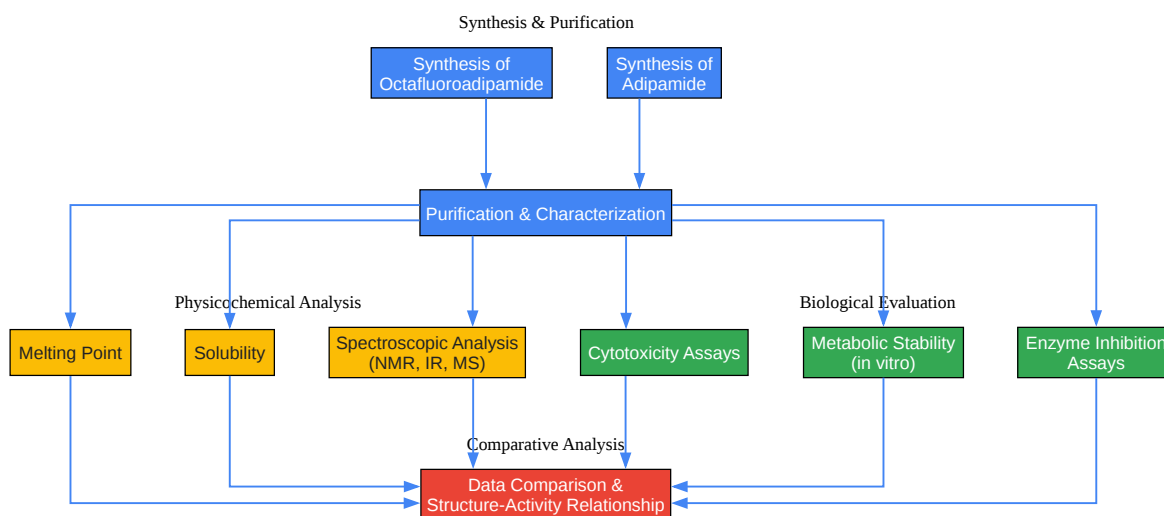 Synthesis & Purification
Synthesis of
Octafluoroadipamide
Synthesis of
Adipamide
Purification & Characterization
Physicochemical Analysis
Biological Evaluation
Melting Point
Solubility
Spectroscopic Analysis
(NMR, IR, MS)
Cytotoxicity Assays
Metabolic Stability
(in vitro)
Enzyme Inhibition
Assays
Comparative Analysis
Data Comparison &
Structure-Activity Relationship